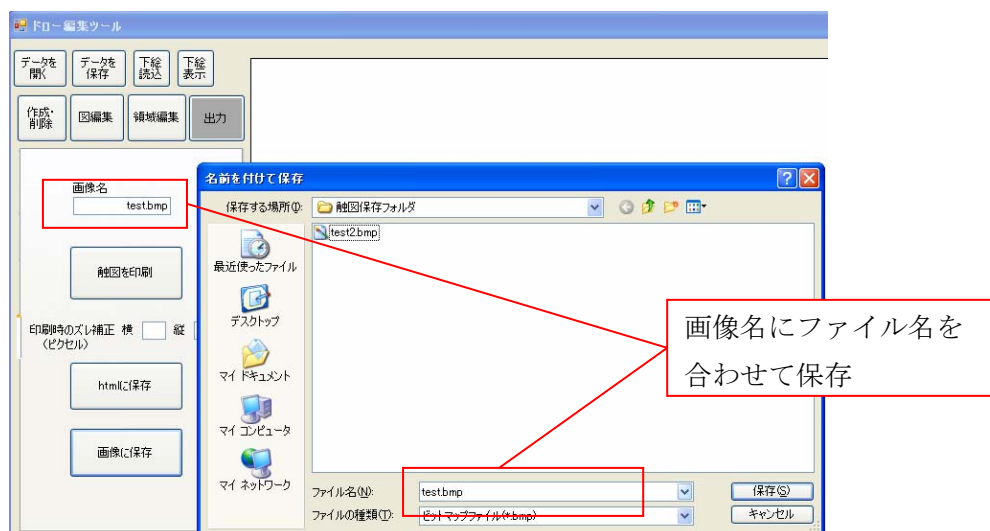 ドロー編集ツール
データを開く
データを保存
下絵読込
下絵表示
作成・削除
図編集
領域編集
出力
画像名
test.bmp
触図を印刷
印刷時のズレ補正 横 縦
(ピクセル)
htmlに保存
画像に保存
名前を付けて保存
保存する場所(I):
触図保存フォルダ
test2.bmp
最近使ったファイル
デスクトップ
マイ ドキュメント
マイ コンピュータ
マイ ネットワーク
ファイル名(N):
test.bmp
保存(S)
ファイルの種類(T):
ビットマップファイル(*.bmp)
キャンセル
画像名にファイル名を
合わせて保存